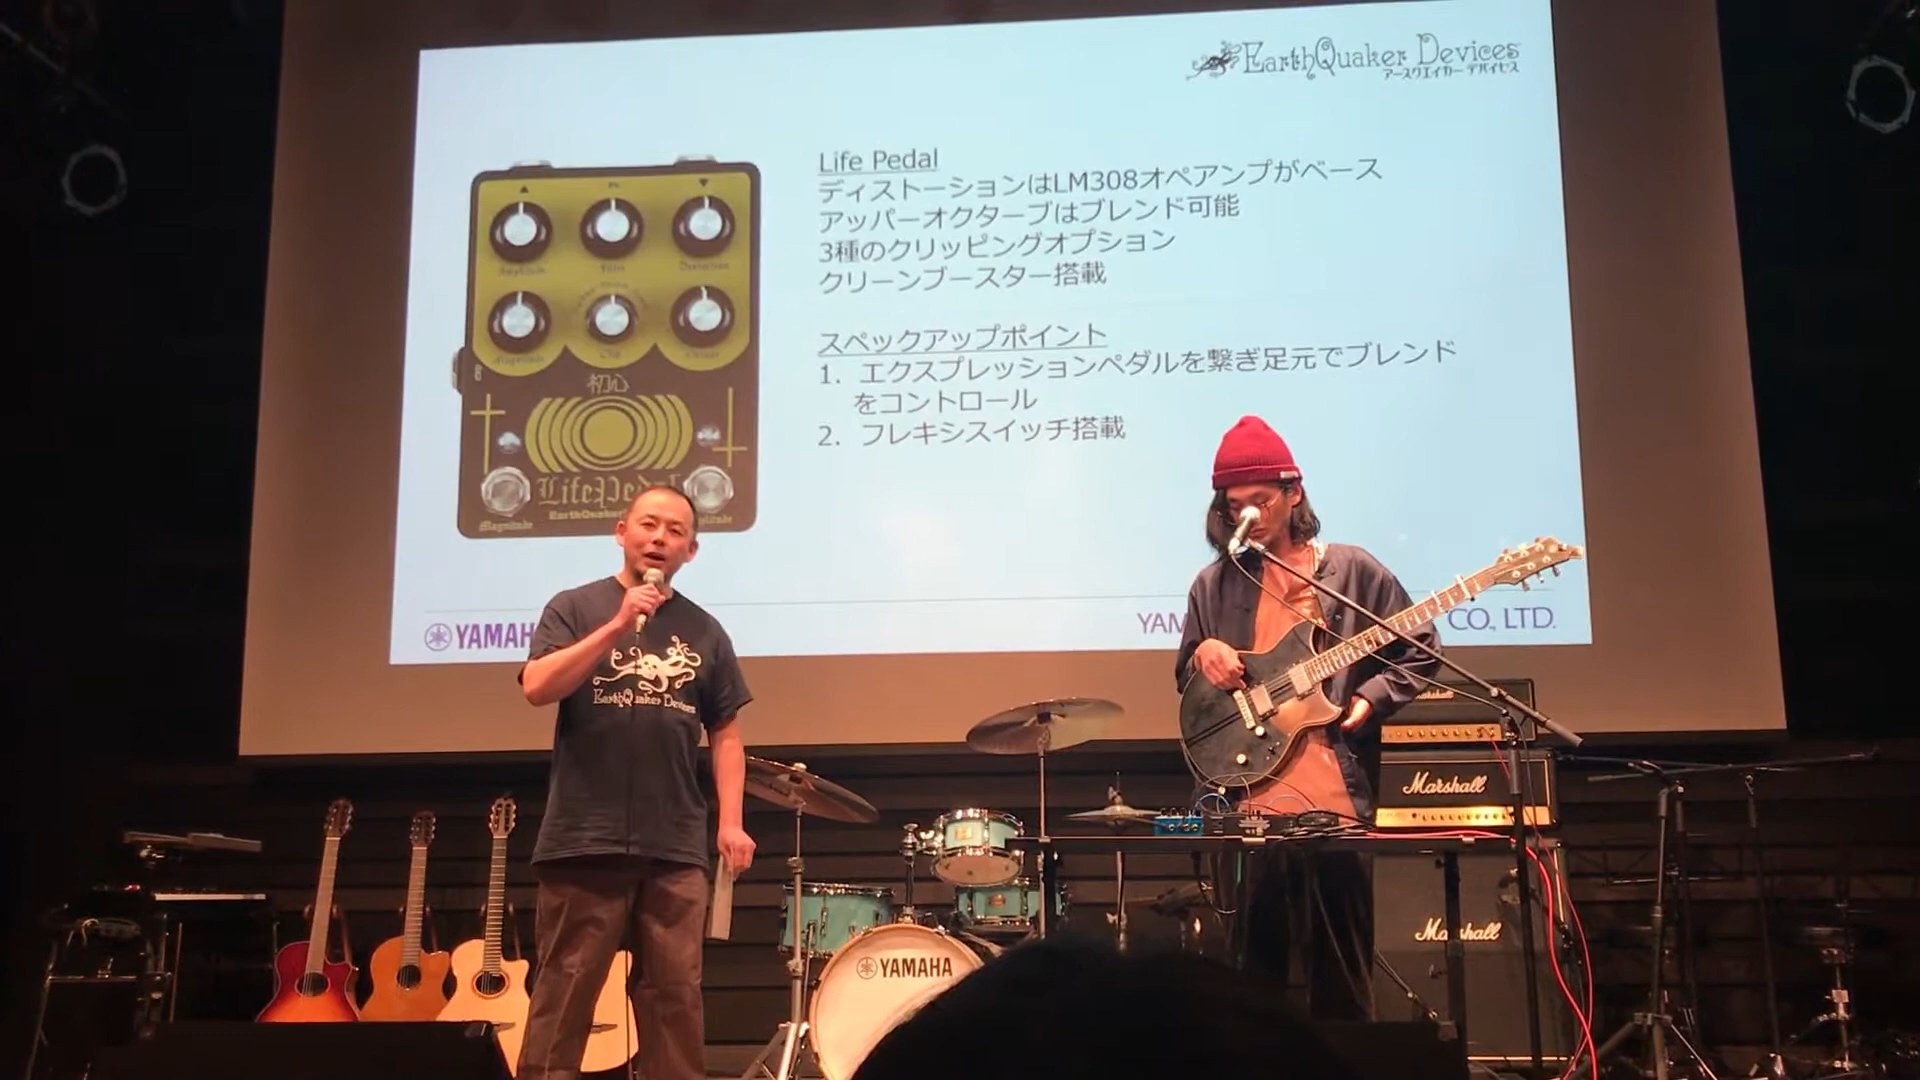 EarthQuaker Devices
アースクエイカー デバイセス
Life Pedal
ディストーションはLM308オペアンプがベース
アッパーオクターブはブレンド可能
3種のクリッピングオプション
クリーンブースター搭載
スペックアップポイント
1. エクスプレッションペダルを繋ぎ足元でブレンド
をコントロール
2. フレキシスイッチ搭載
初心
LifePedal
EarthQuaker
Magnitude
YAMAH
YAM
CO., LTD.
EarthQuaker Devices
Marshall
Marshall
Marshall
YAMAHA